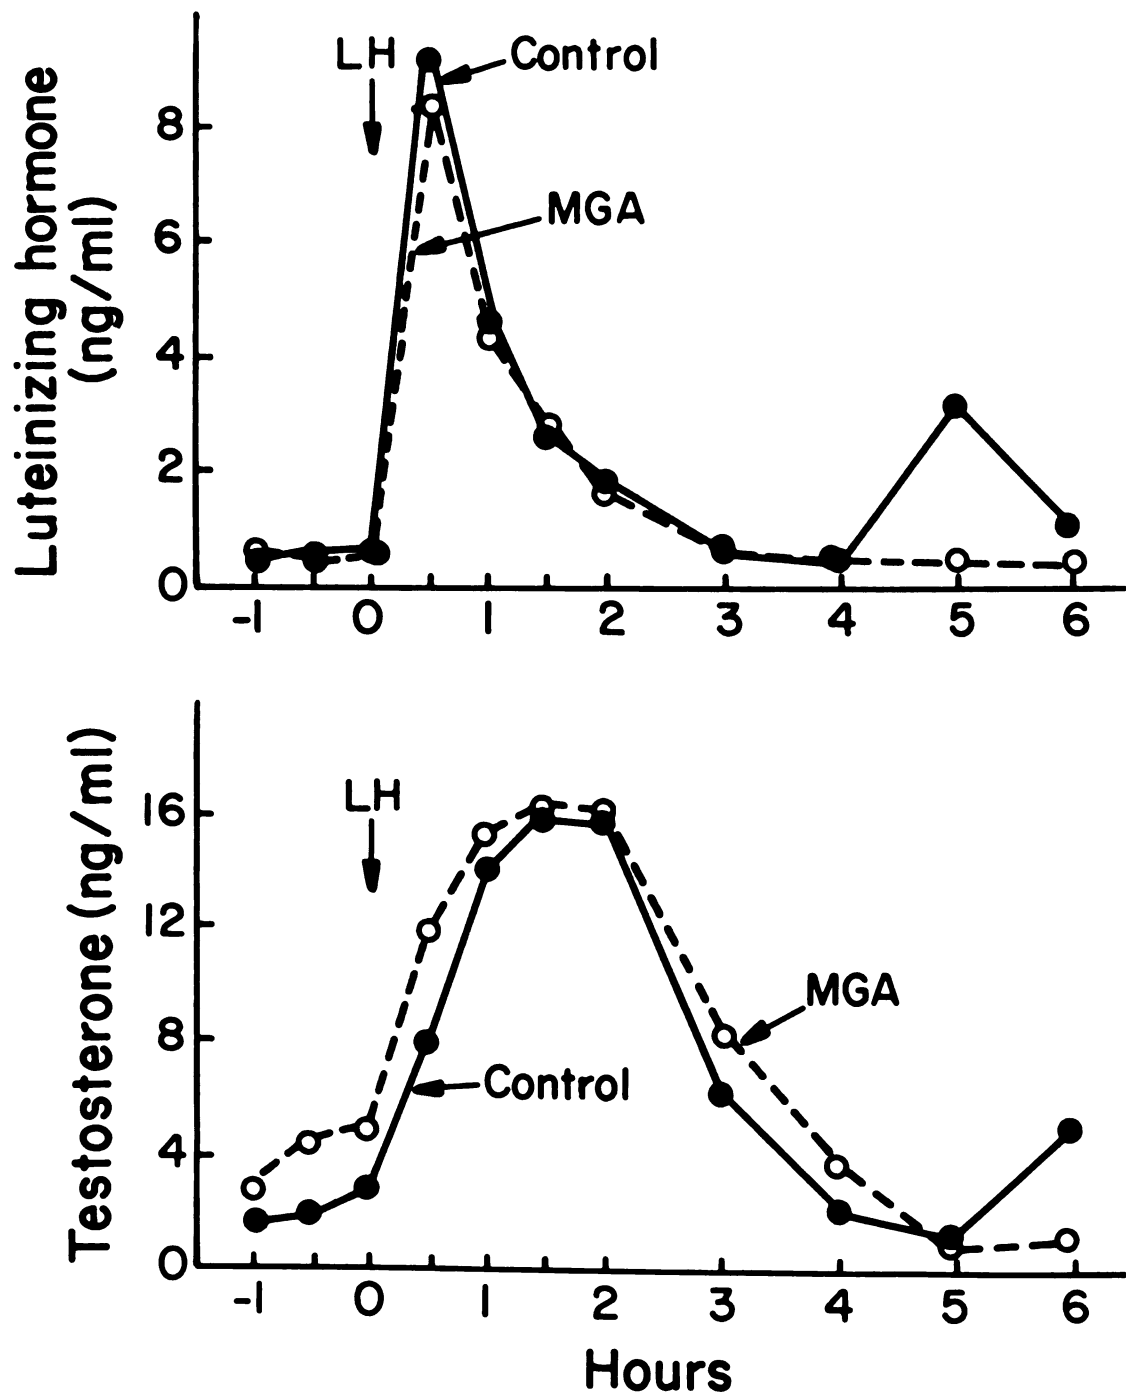 LH
Control
MGA
Luteinizing hormone
(ng/ml)
8
6
4
2
0
-1 0 1 2 3 4 5 6
LH
MGA
Control
Testosterone (ng/ml)
16
12
8
4
0
-1 0 1 2 3 4 5 6
Hours